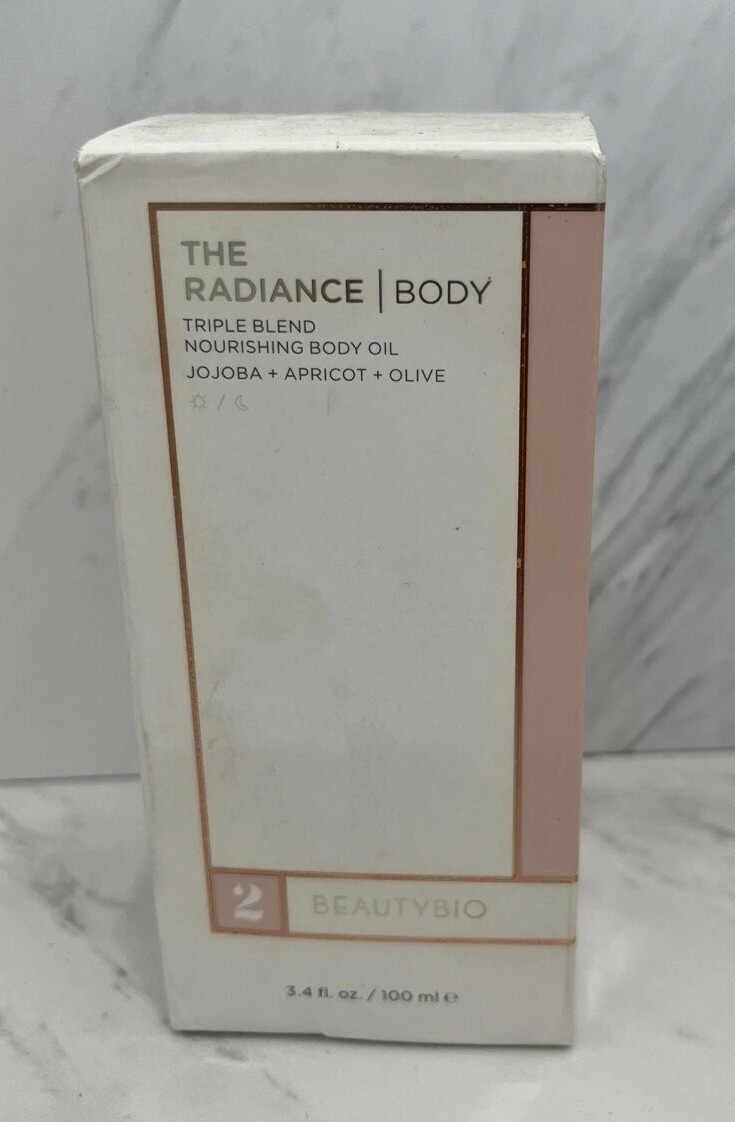 THE
RADIANCE | BODY
TRIPLE BLEND
NOURISHING BODY OIL
JOJOBA + APRICOT + OLIVE
/
2 BEAUTYBIO
3.4 fl. oz. / 100 ml ℮